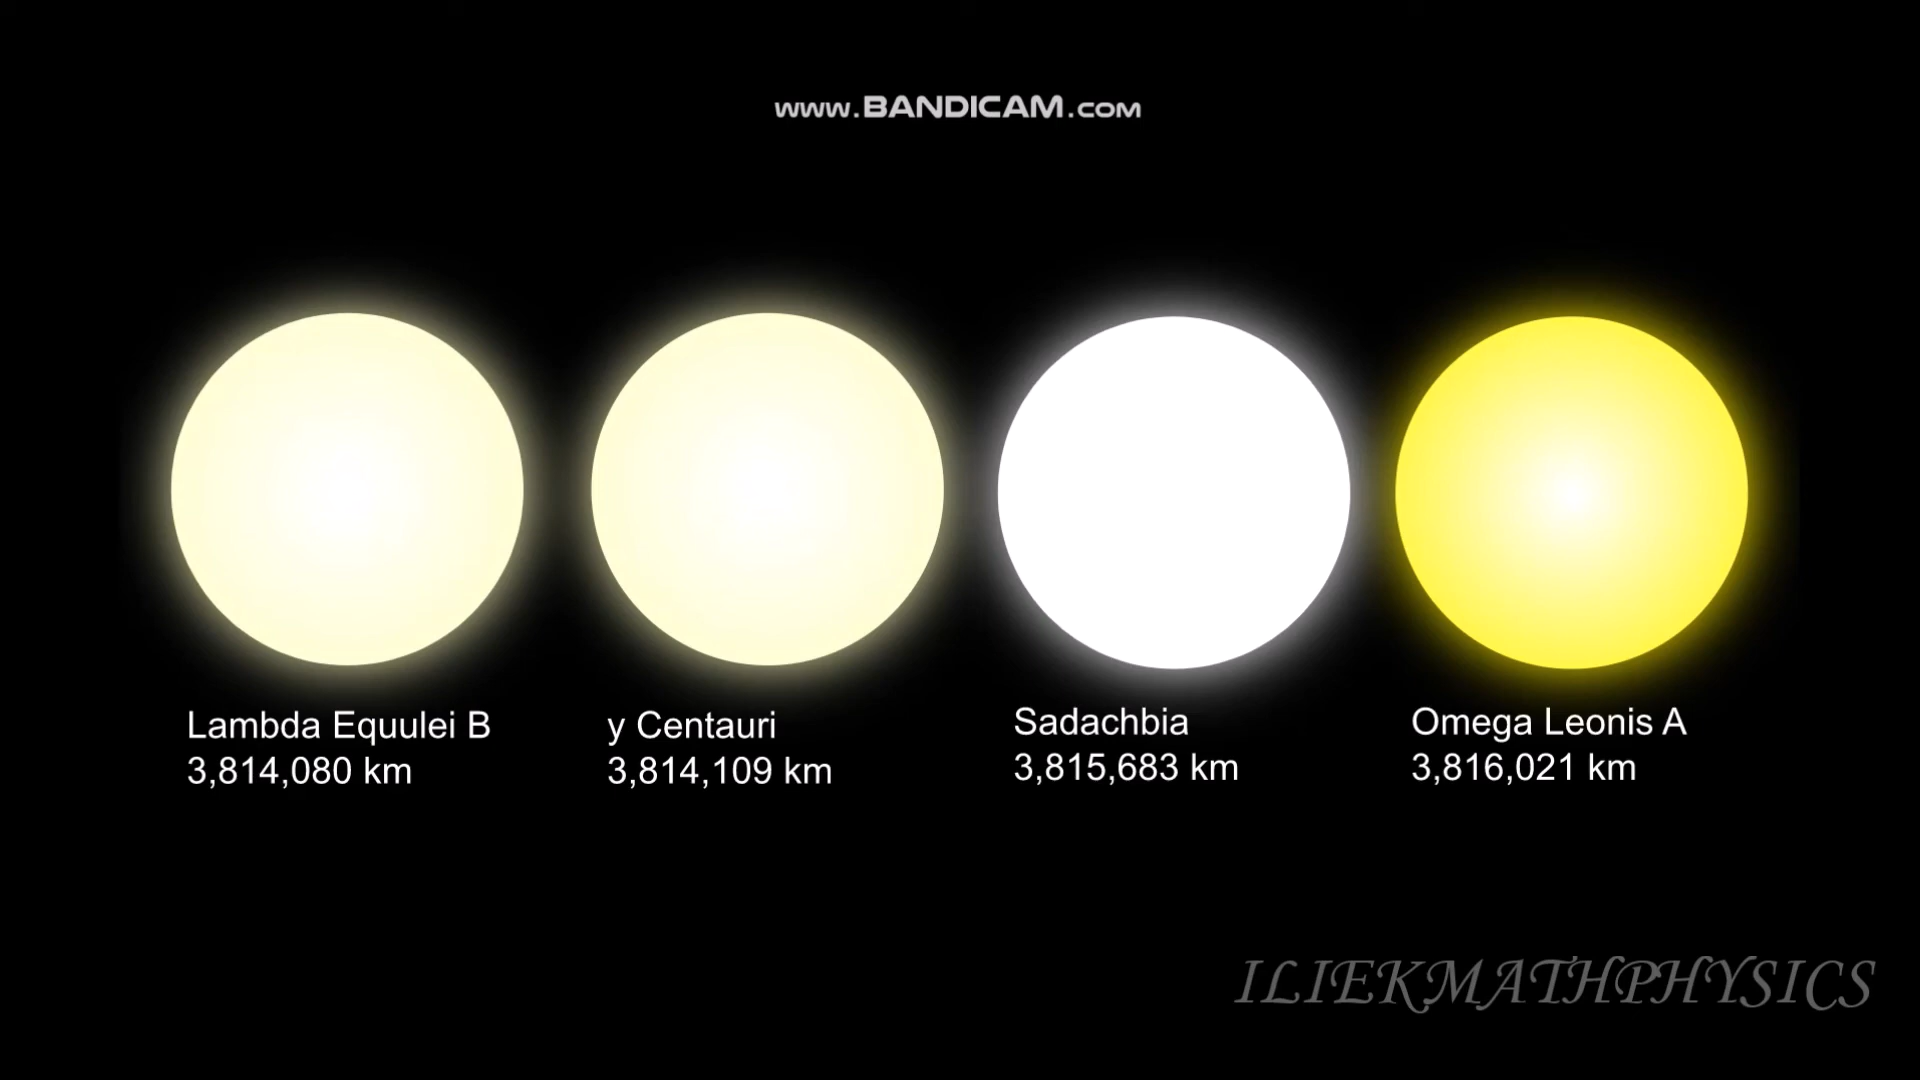 www.BANDICAM.com
Lambda Equulei B
3,814,080 km
y Centauri
3,814,109 km
Sadachbia
3,815,683 km
Omega Leonis A
3,816,021 km
ILIEKMATHPHYSICS